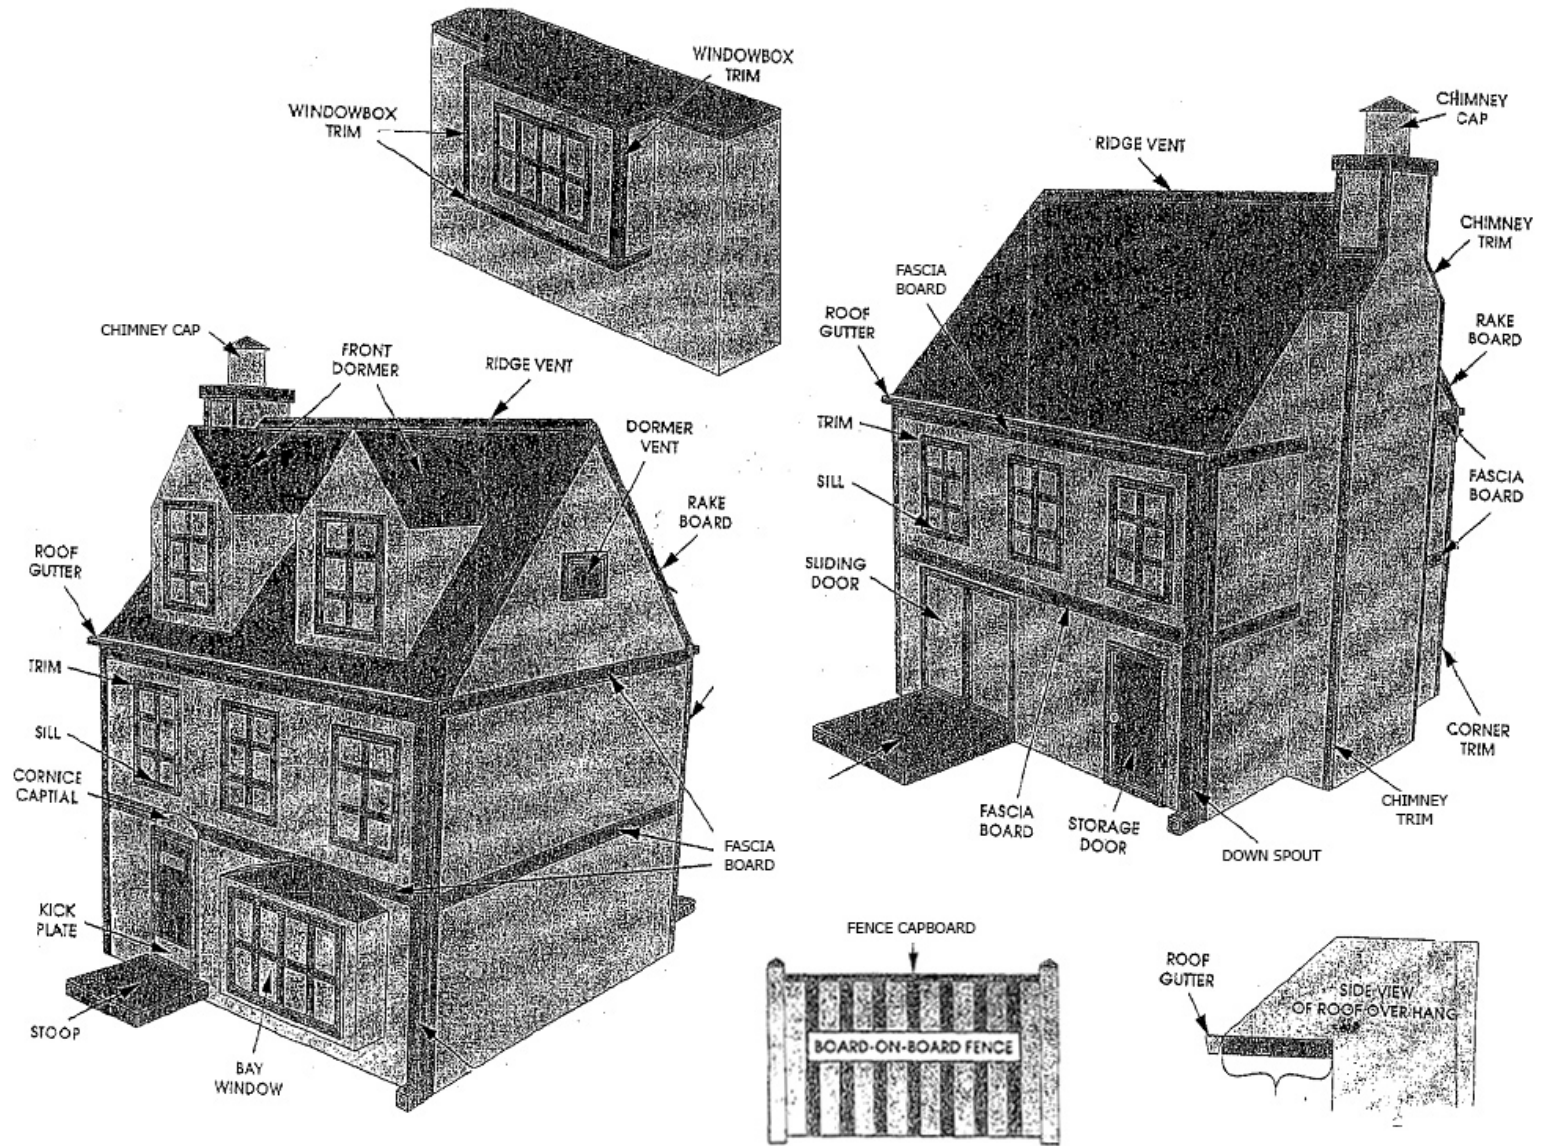 WINDOWBOX
TRIM
WINDOWBOX
TRIM
CHIMNEY CAP
FRONT
DORMER
RIDGE VENT
DORMER
VENT
RAKE
BOARD
ROOF
GUTTER
TRIM
SILL
CORNICE
CAPTIAL
KICK
PLATE
STOOP
BAY
WINDOW
FASCIA
BOARD
RIDGE VENT
CHIMNEY
CAP
CHIMNEY
TRIM
FASCIA
BOARD
ROOF
GUTTER
RAKE
BOARD
TRIM
SILL
FASCIA
BOARD
SLIDING
DOOR
CORNER
TRIM
CHIMNEY
TRIM
FASCIA
BOARD
STORAGE
DOOR
DOWN SPOUT
FENCE CAPBOARD
BOARD-ON-BOARD FENCE
ROOF
GUTTER
SIDE VIEW
OF ROOF OVER HANG